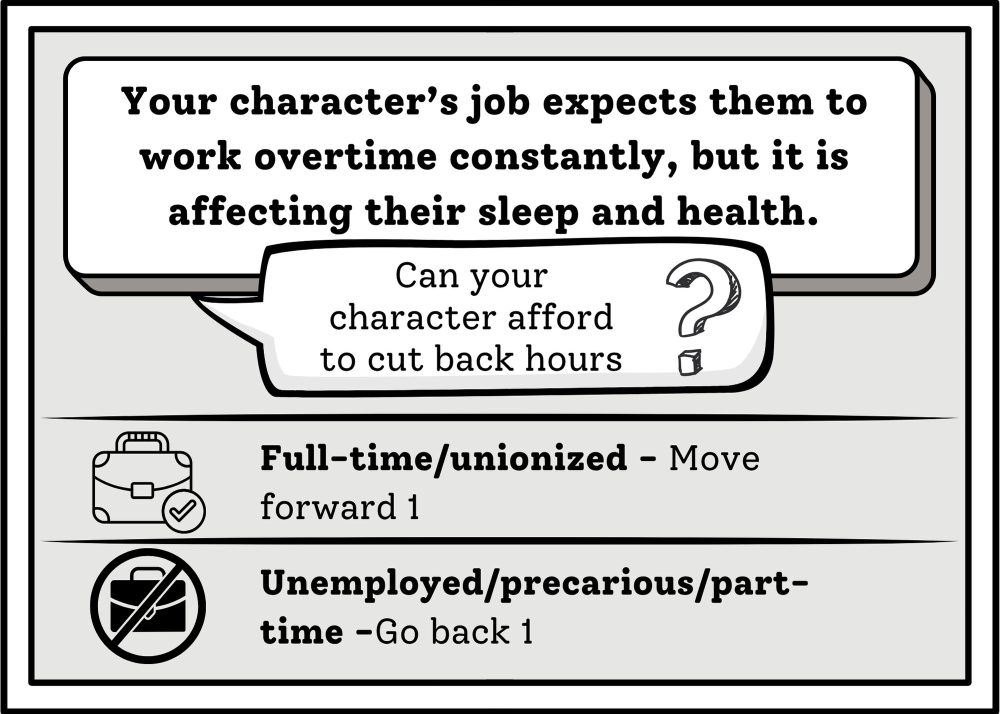 Your character’s job expects them to
work overtime constantly, but it is
affecting their sleep and health.
Can your
character afford
to cut back hours
?
Full-time/unionized - Move
forward 1
Unemployed/precarious/part-
time -Go back 1